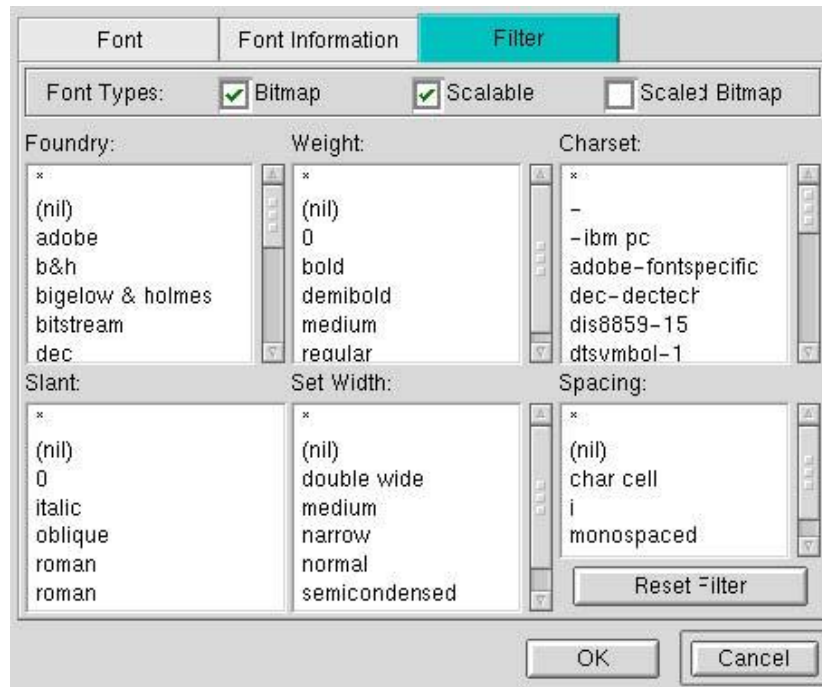 Font Font Information Filter
Font Types: Bitmap Scalable Scaled Bitmap
Foundry:
*
(nil)
adobe
b&h
bigelow & holmes
bitstream
dec
Weight:
*
(nil)
0
bold
demibold
medium
regular
Charset:
*
-
-ibm pc
adobe-fontspecific
dec-dectech
dis8859-15
dtsymbol-1
Slant:
*
(nil)
0
italic
oblique
roman
roman
Set Width:
*
(nil)
double wide
medium
narrow
normal
semicondensed
Spacing:
*
(nil)
char cell
i
monospaced
Reset Filter
OK Cancel